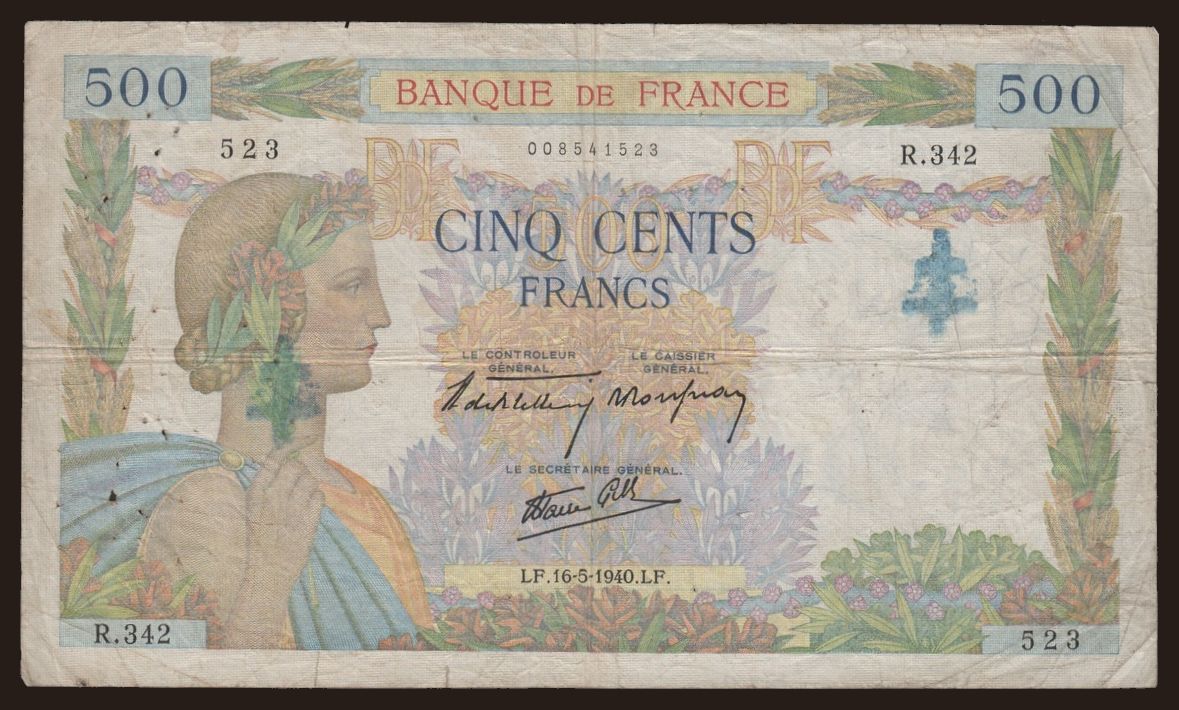 500 BANQUE DE FRANCE 500
523 008541523 R.342
CINQ CENTS
FRANCS
LE CONTROLEUR GÉNÉRAL. LE CAISSIER GÉNÉRAL.
LE SECRÉTAIRE GÉNÉRAL.
LF.16-5-1940.LF.
R.342 523